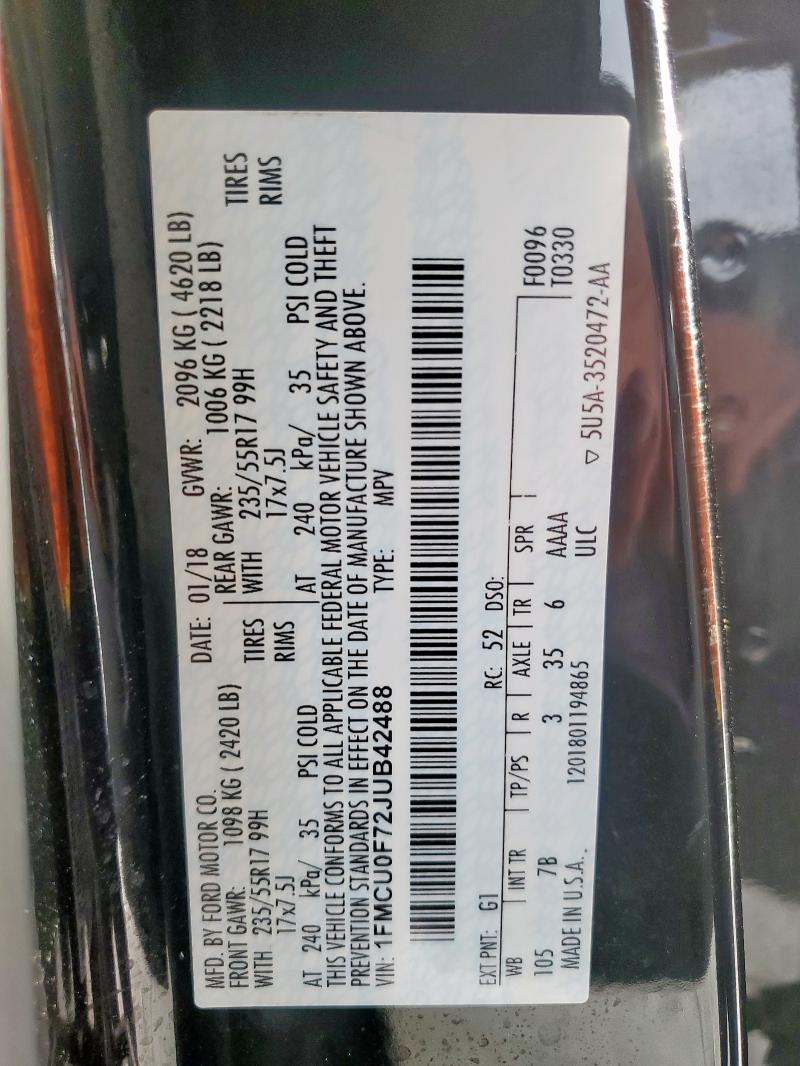 MFD. BY FORD MOTOR CO. DATE: 01/18 GVWR: 2096 KG ( 4620 LB)
FRONT GAWR: 1098 KG ( 2420 LB) REAR GAWR: 1006 KG ( 2218 LB)
WITH 235/55R17 99H TIRES WITH 235/55R17 99H TIRES
17x7.5J RIMS 17x7.5J RIMS
AT 240 kPa/ 35 PSI COLD AT 240 kPa/ 35 PSI COLD
THIS VEHICLE CONFORMS TO ALL APPLICABLE FEDERAL MOTOR VEHICLE SAFETY AND THEFT
PREVENTION STANDARDS IN EFFECT ON THE DATE OF MANUFACTURE SHOWN ABOVE.
VIN: 1FMCU0F72JUB42488 TYPE: MPV
EXT PNT: G1 RC: 52 DSO:
WB INT TR TP/PS R AXLE TR SPR F0096
105 7B 3 35 6 AAAA T0330
MADE IN U.S.A.. 1201801194865 ULC
▽ 5U5A-3520472-AA